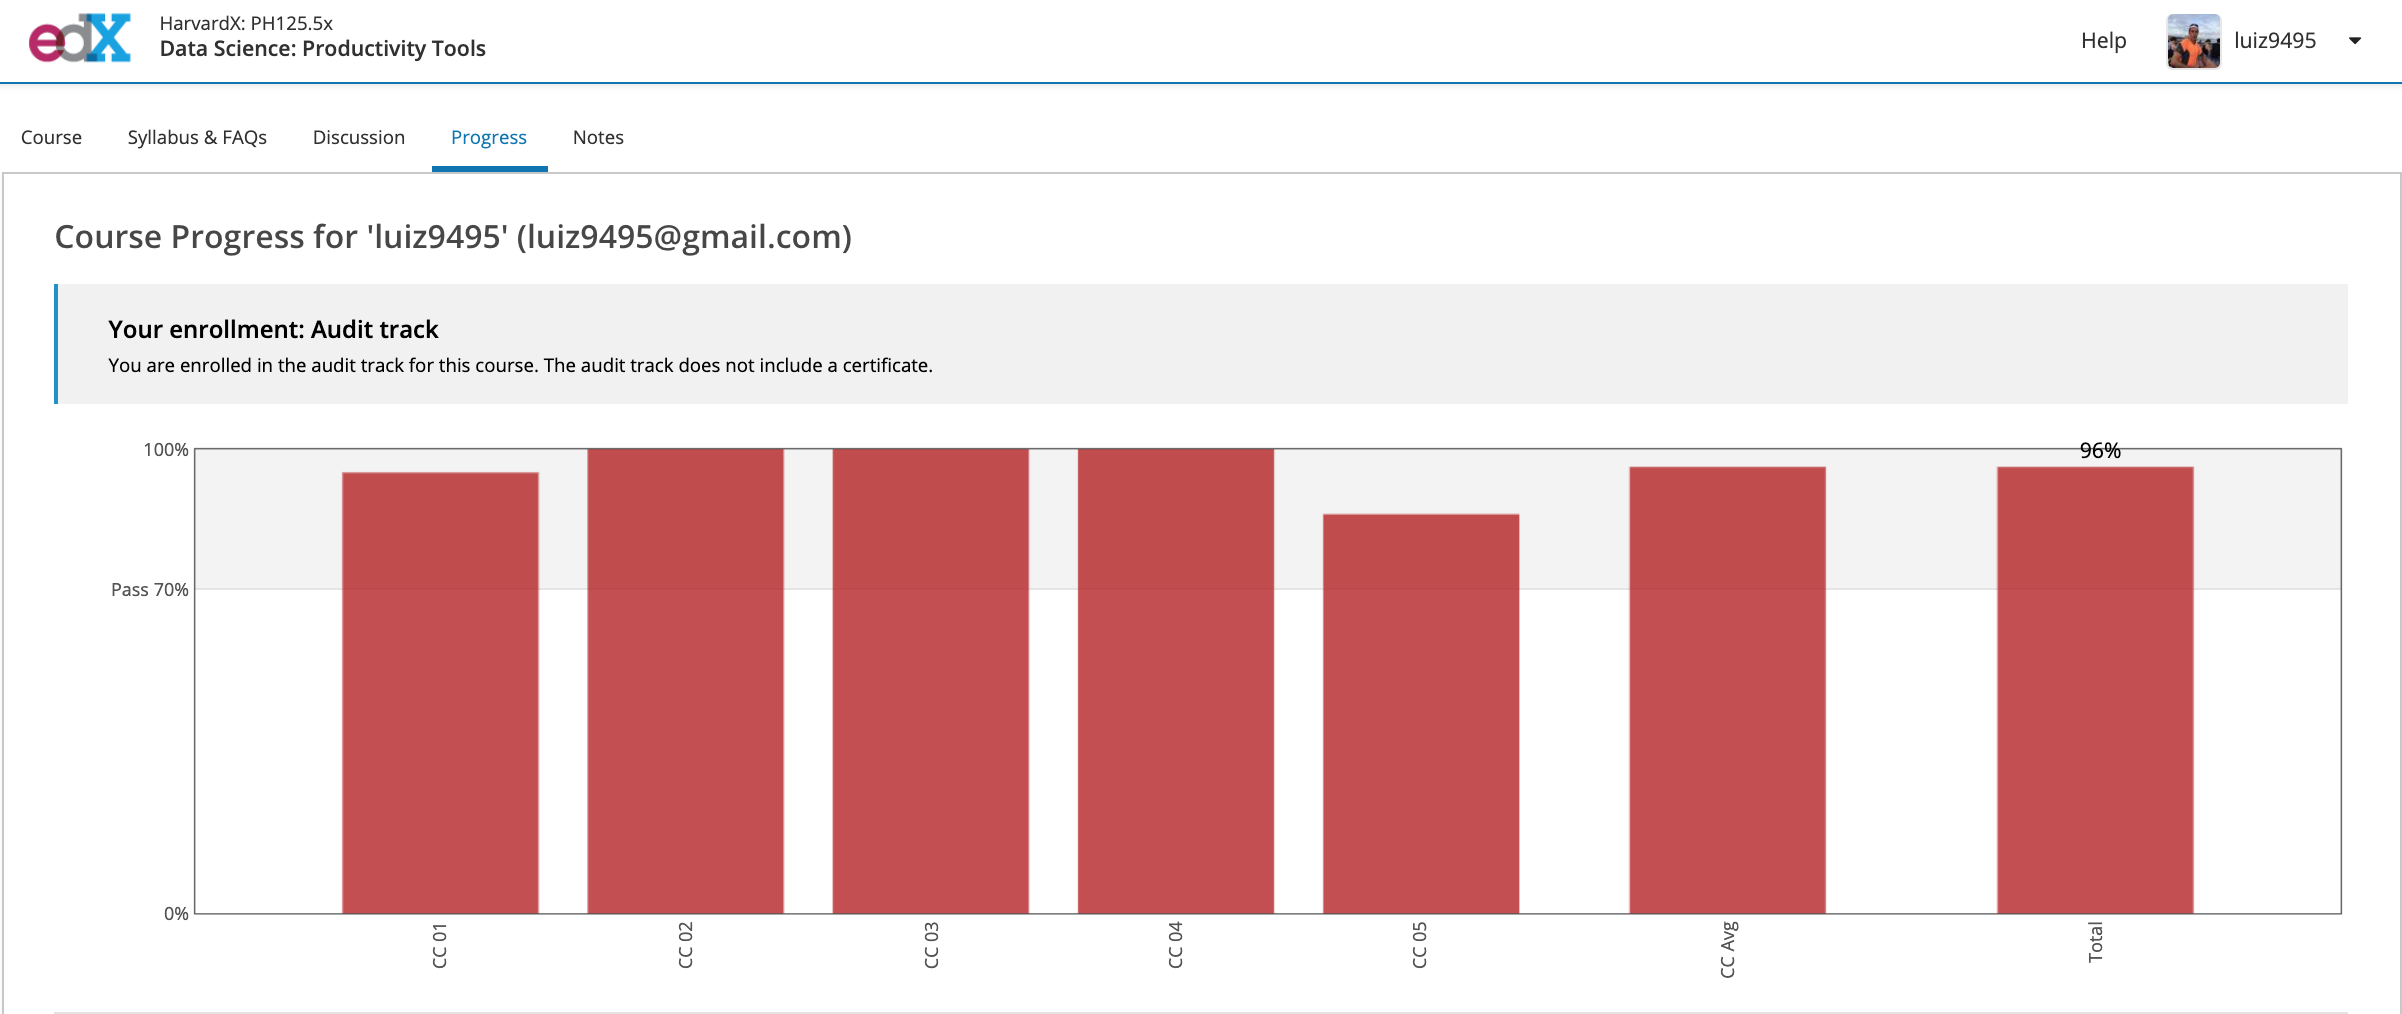 edX
HarvardX: PH125.5x
Data Science: Productivity Tools
Help
luiz9495
Course
Syllabus & FAQs
Discussion
Progress
Notes
Course Progress for 'luiz9495' (luiz9495@gmail.com)
Your enrollment: Audit track
You are enrolled in the audit track for this course. The audit track does not include a certificate.
100%
96%
Pass 70%
0%
CC 01
CC 02
CC 03
CC 04
CC 05
CC Avg
Total